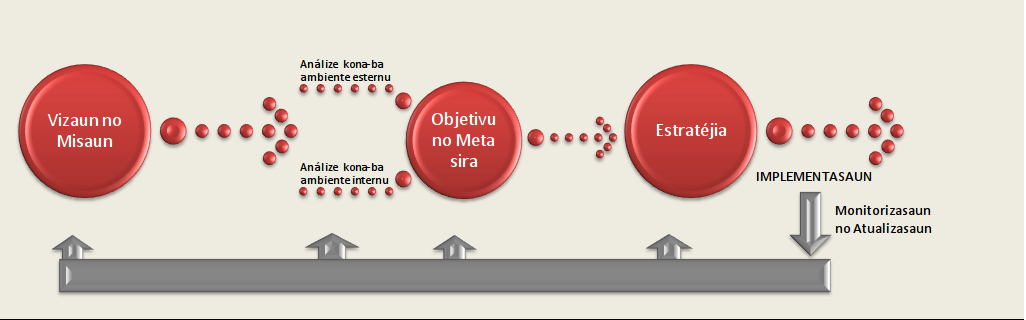 Vizaun no
Misaun
Análize kona-ba
ambiente esternu
Análize kona-ba
ambiente internu
Objetivu
no Meta
sira
Estratéjia
IMPLEMENTASAUN
Monitorizasaun
no Atualizasaun